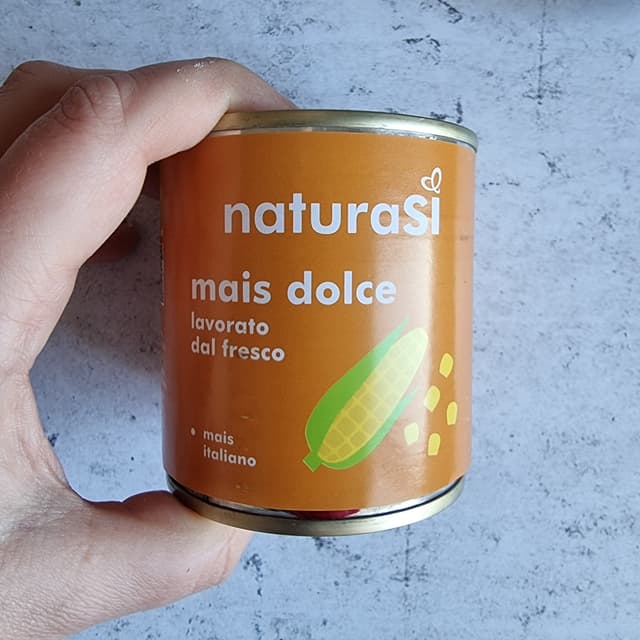 naturasì
mais dolce
lavorato
dal fresco
• mais
italiano